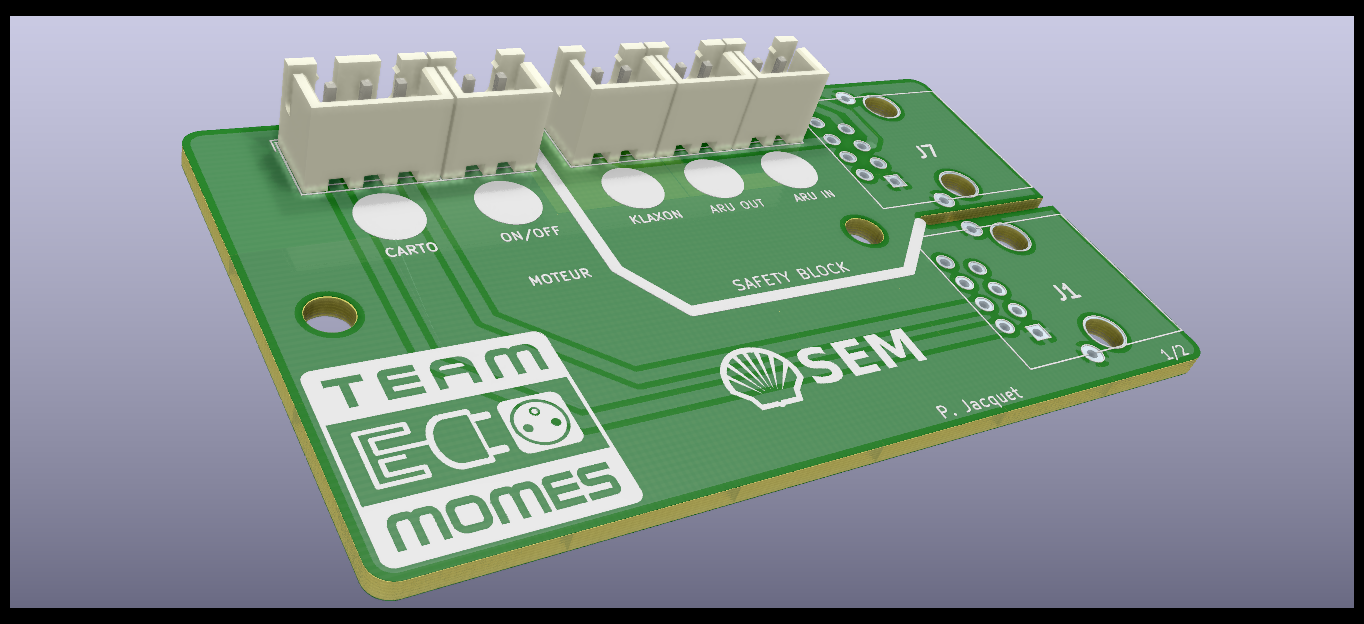 J7
KLAXON
ARU OUT
ARU IN
CARTO
ON/OFF
MOTEUR
SAFETY BLOCK
J1
1/2
SEM
P. Jacquet
TEAM
ECO
MOMES